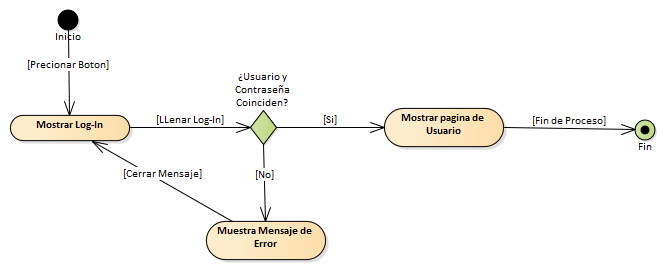 Inicio
[Precionar Boton]
¿Usuario y
Contraseña
Coinciden?
Mostrar Log-In
[LLenar Log-In]
[Si]
Mostrar pagina de
Usuario
[Fin de Proceso]
Fin
[Cerrar Mensaje]
[No]
Muestra Mensaje de
Error